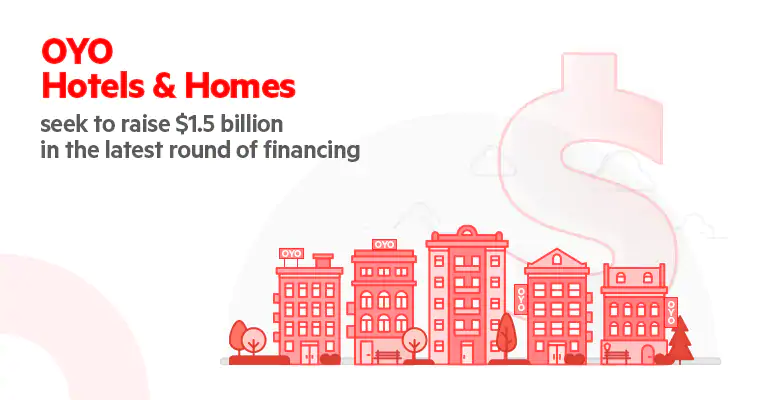 OYO
Hotels & Homes
seek to raise $1.5 billion
in the latest round of financing
OYO
OYO
OYO
OYO